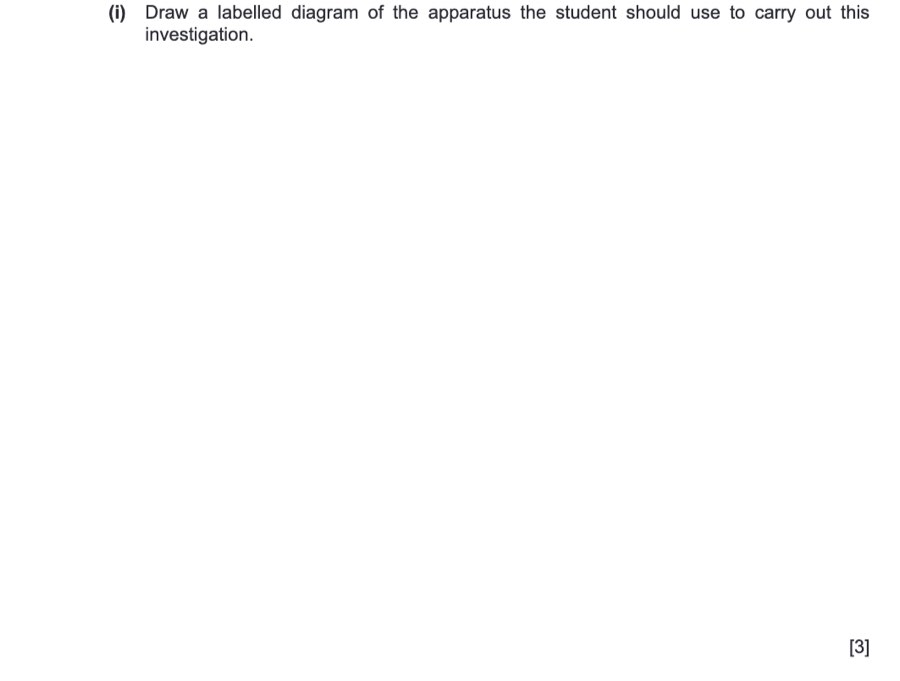 (i) Draw a labelled diagram of the apparatus the student should use to carry out this
investigation.
[3]